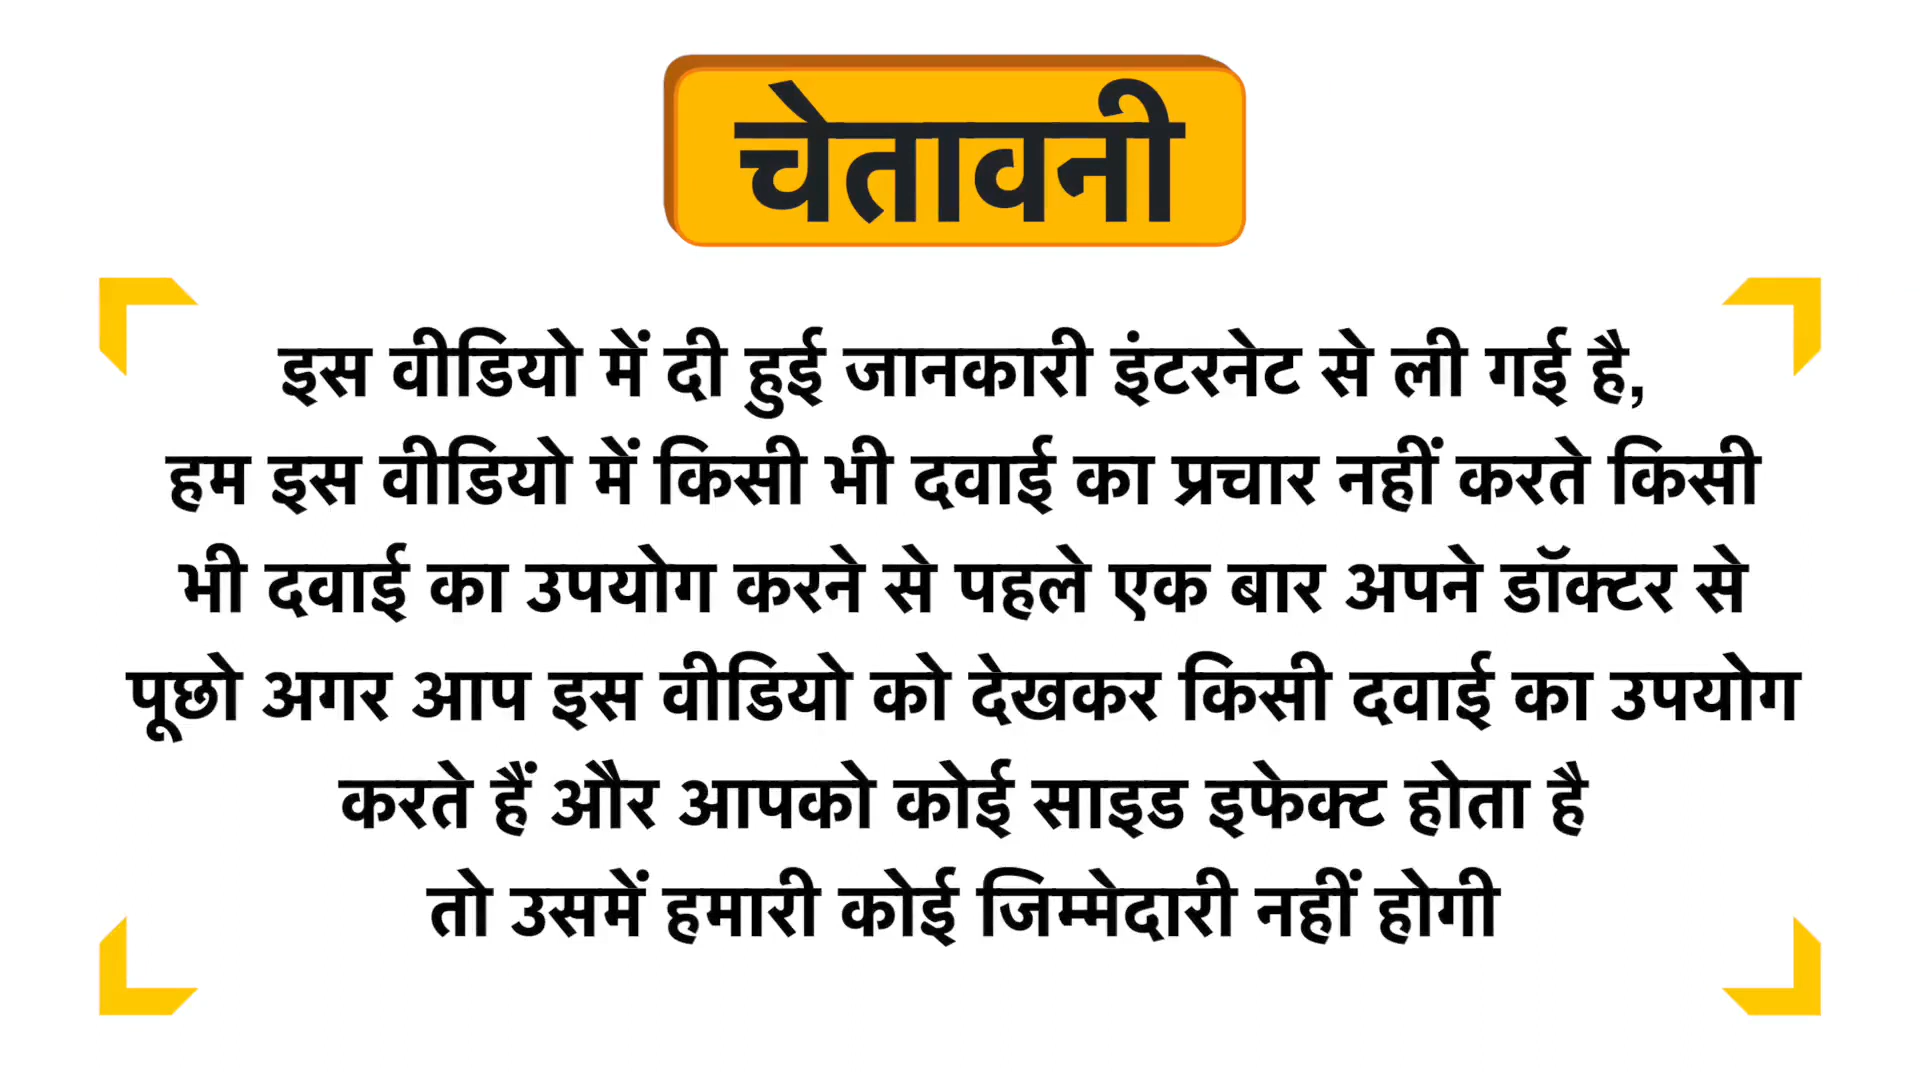 चेतावनी
इस वीडियो में दी हुई जानकारी इंटरनेट से ली गई है,
हम इस वीडियो में किसी भी दवाई का प्रचार नहीं करते किसी
भी दवाई का उपयोग करने से पहले एक बार अपने डॉक्टर से
पूछो अगर आप इस वीडियो को देखकर किसी दवाई का उपयोग
करते हैं और आपको कोई साइड इफेक्ट होता है
तो उसमें हमारी कोई जिम्मेदारी नहीं होगी